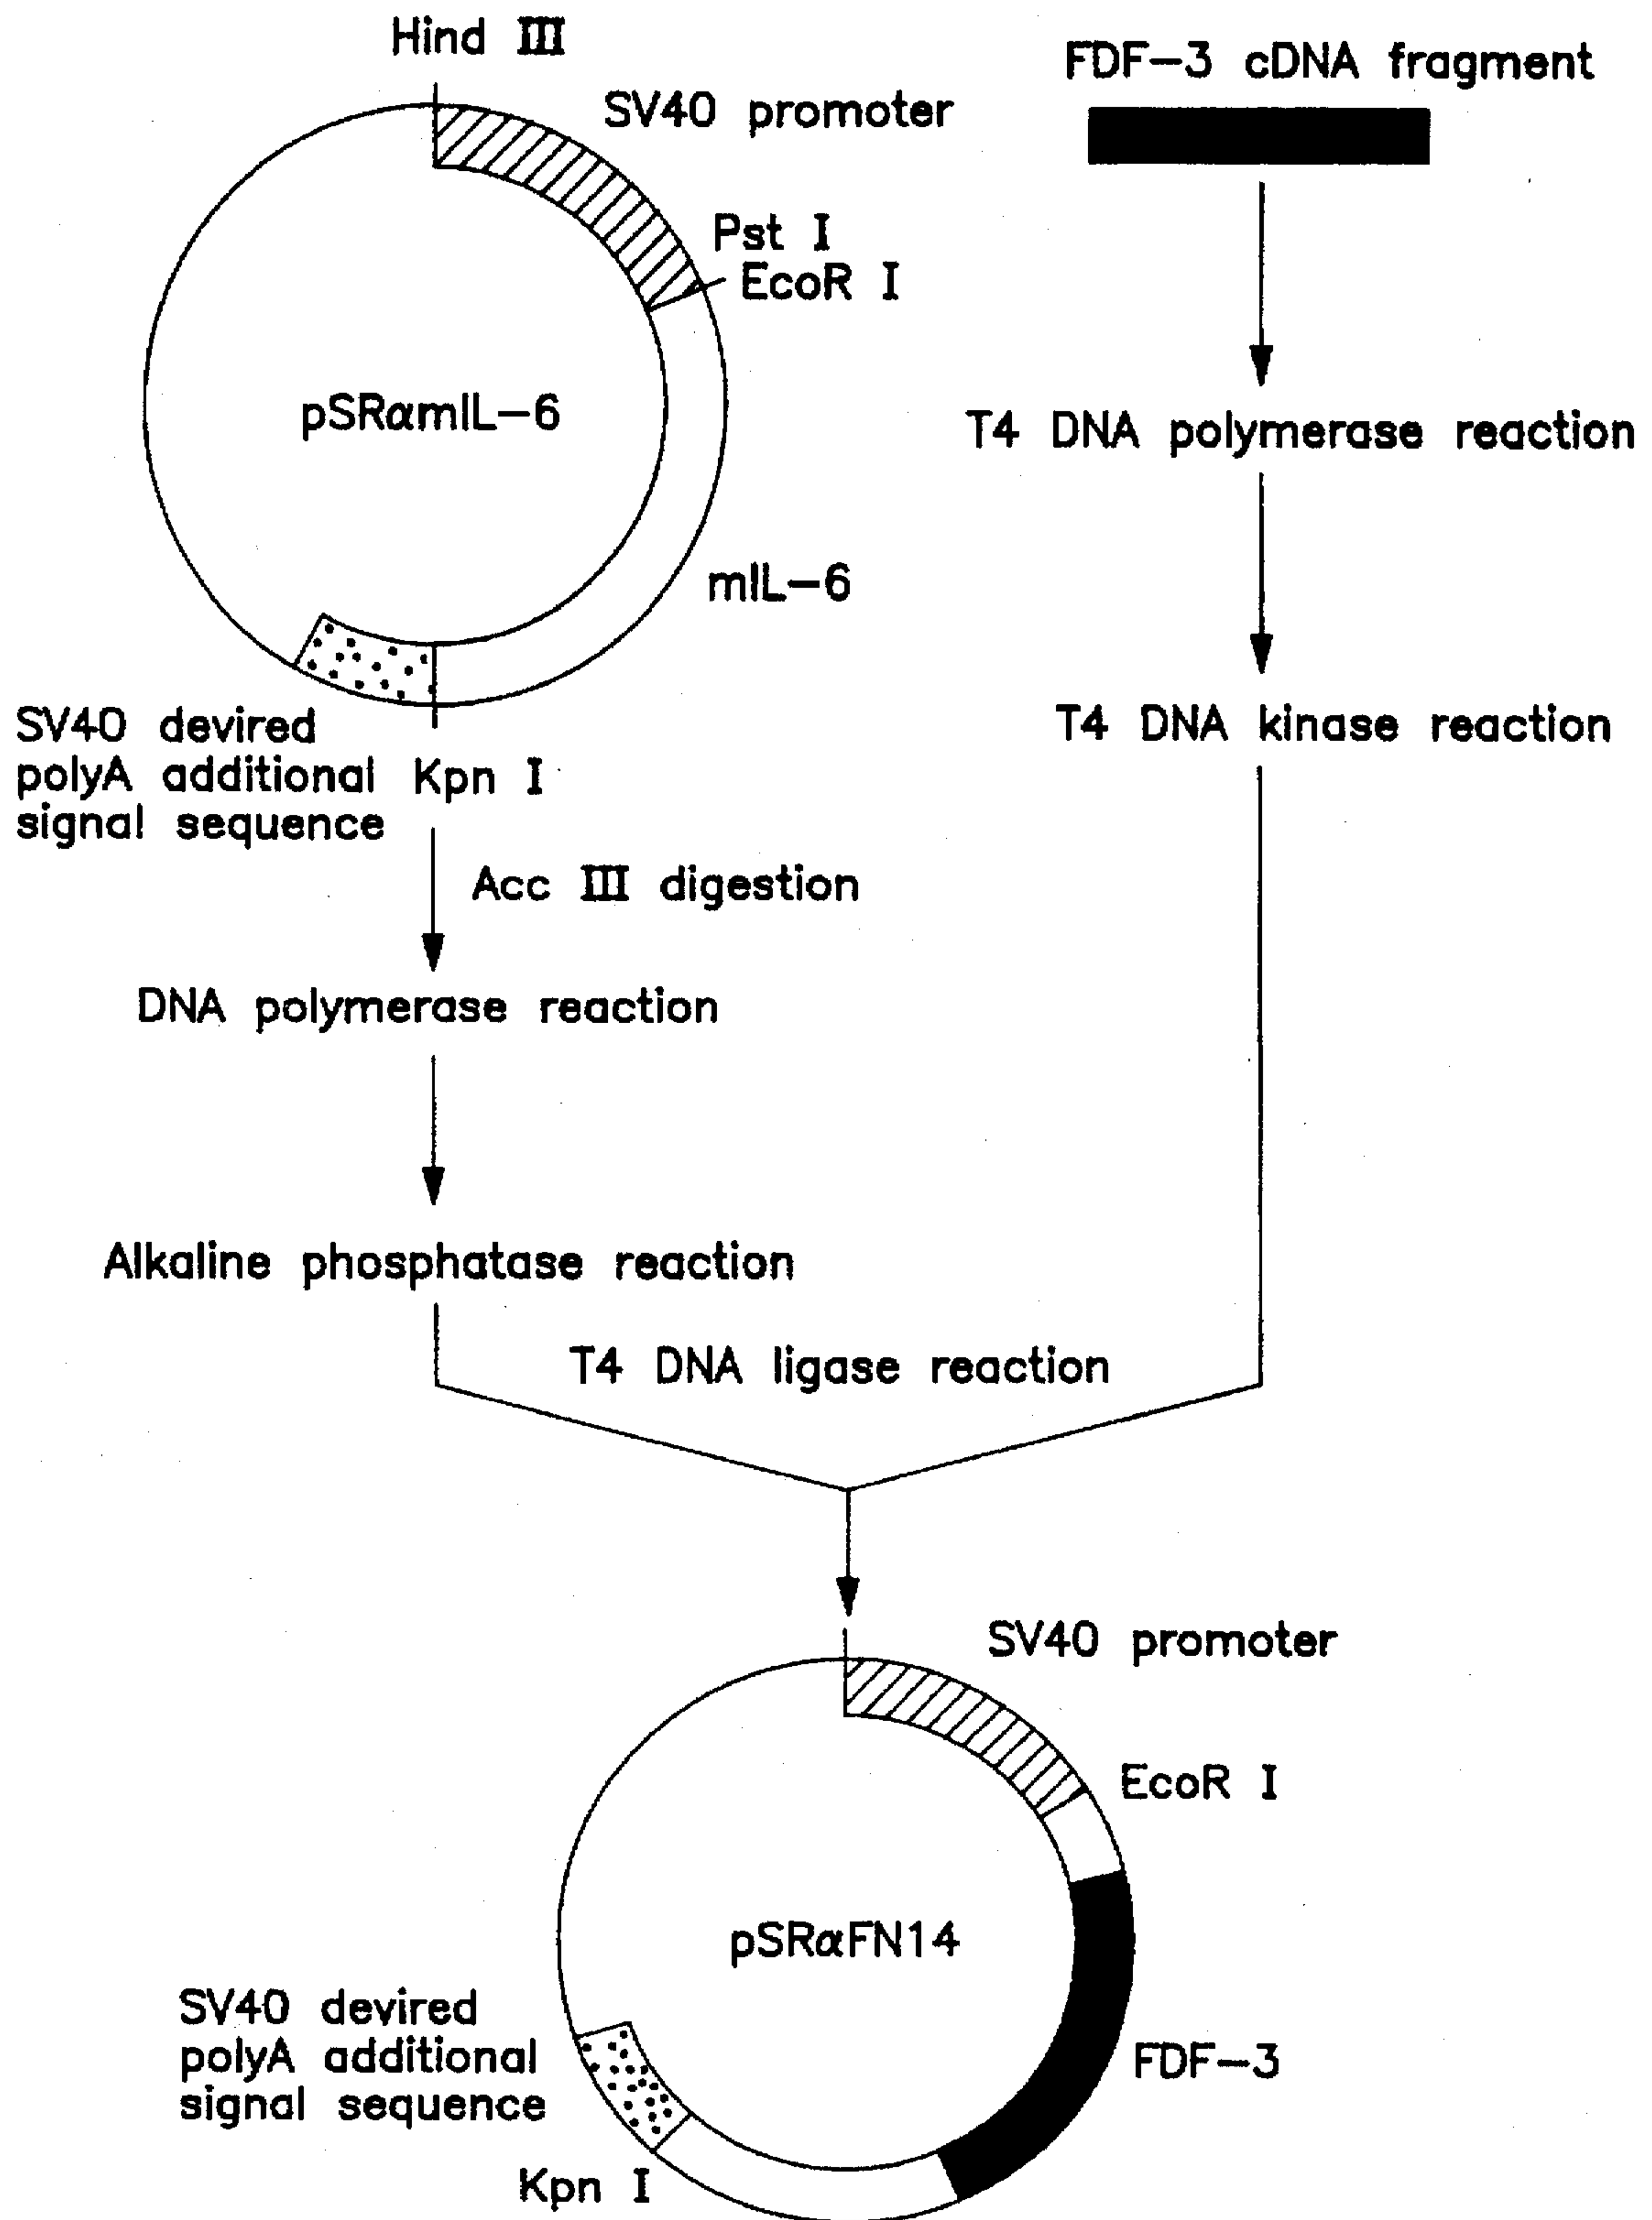 Hind III
FDF-3 cDNA fragment
SV40 promoter
Pst I
EcoR I
pSRαmIL-6
T4 DNA polymerase reaction
mIL-6
T4 DNA kinase reaction
SV40 devired
polyA additional
signal sequence
Kpn I
Acc III digestion
DNA polymerase reaction
Alkaline phosphatase reaction
T4 DNA ligase reaction
SV40 promoter
EcoR I
pSRαFN14
SV40 devired
polyA additional
signal sequence
FDF-3
Kpn I